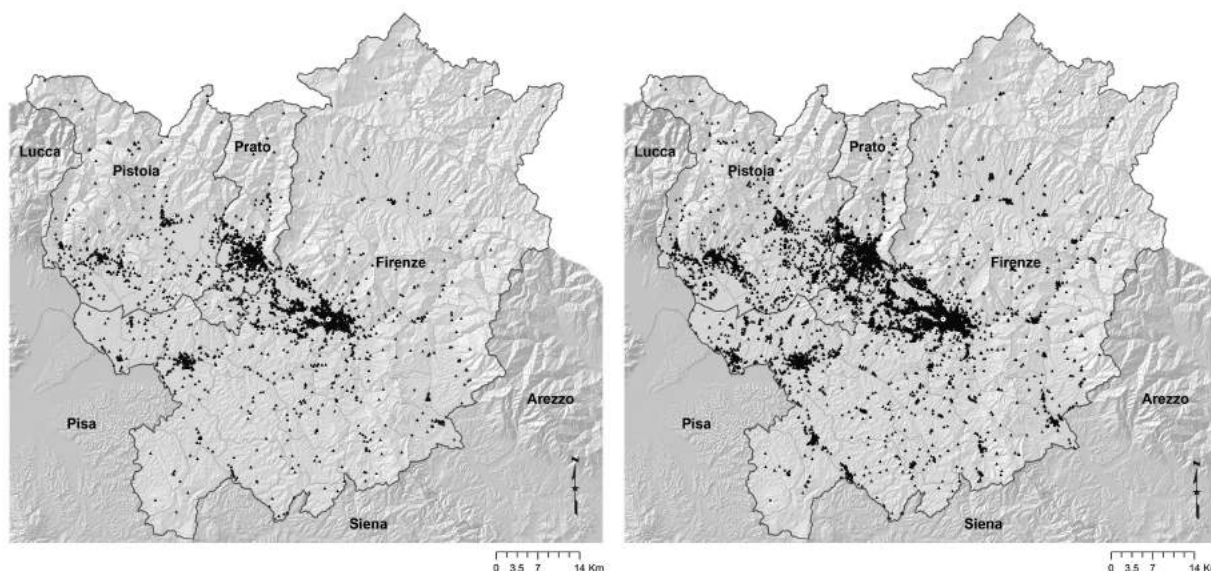 Lucca
Prato
Pistoia
Firenze
Arezzo
Pisa
Siena
N
0 3.5 7 14 Km
Lucca
Prato
Pistoia
Firenze
Arezzo
Pisa
Siena
N
0 3.5 7 14 Km